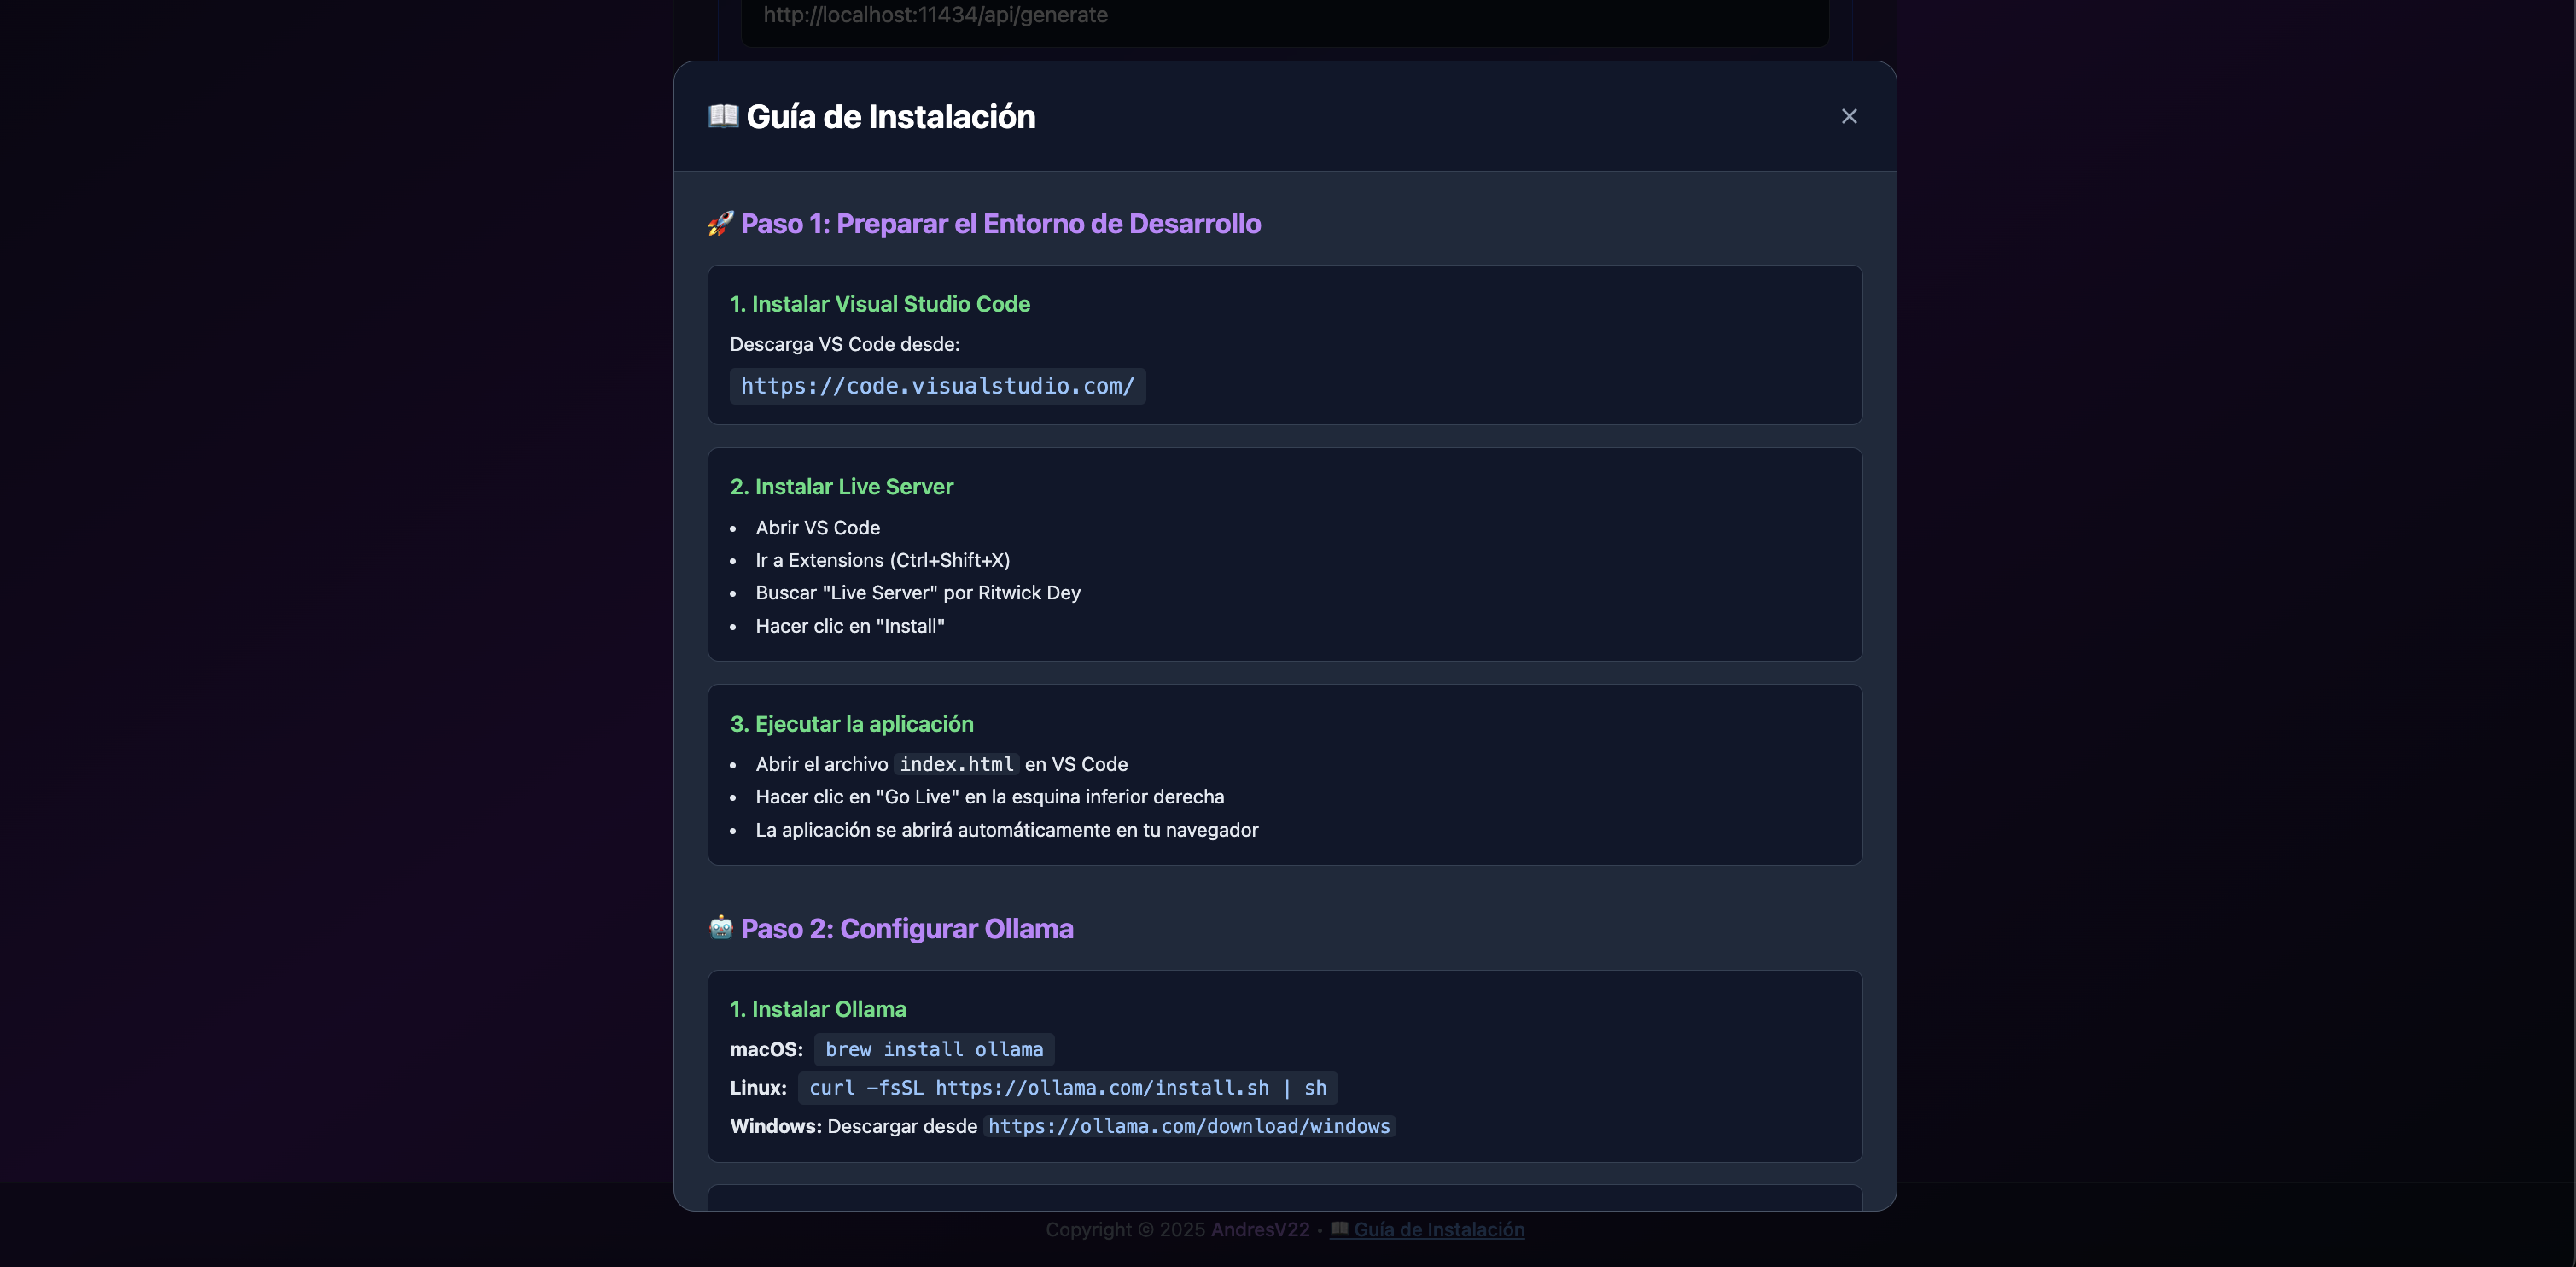 http://localhost:11434/api/generate
📖 Guía de Instalación
×
🚀 Paso 1: Preparar el Entorno de Desarrollo
1. Instalar Visual Studio Code
Descarga VS Code desde:
https://code.visualstudio.com/
2. Instalar Live Server
• Abrir VS Code
• Ir a Extensions (Ctrl+Shift+X)
• Buscar "Live Server" por Ritwick Dey
• Hacer clic en "Install"
3. Ejecutar la aplicación
• Abrir el archivo index.html en VS Code
• Hacer clic en "Go Live" en la esquina inferior derecha
• La aplicación se abrirá automáticamente en tu navegador
🤖 Paso 2: Configurar Ollama
1. Instalar Ollama
macOS: brew install ollama
Linux: curl -fsSL https://ollama.com/install.sh | sh
Windows: Descargar desde https://ollama.com/download/windows
Copyright © 2025 AndresV22 • 📖 Guía de Instalación